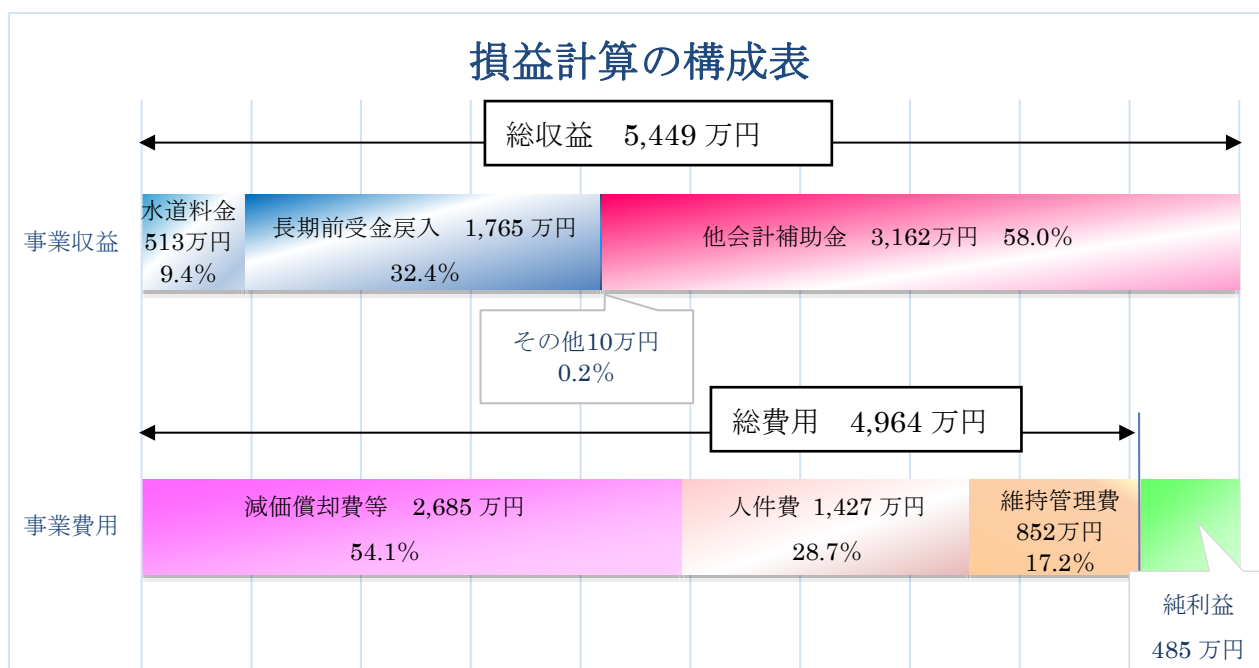 損益計算の構成表
総収益 5,449 万円
事業収益
水道料金
513万円
9.4%
長期前受金戻入 1,765 万円
32.4%
他会計補助金 3,162万円 58.0%
その他10万円
0.2%
総費用 4,964 万円
事業費用
減価償却費等 2,685 万円
54.1%
人件費 1,427 万円
28.7%
維持管理費
852万円
17.2%
純利益
485 万円